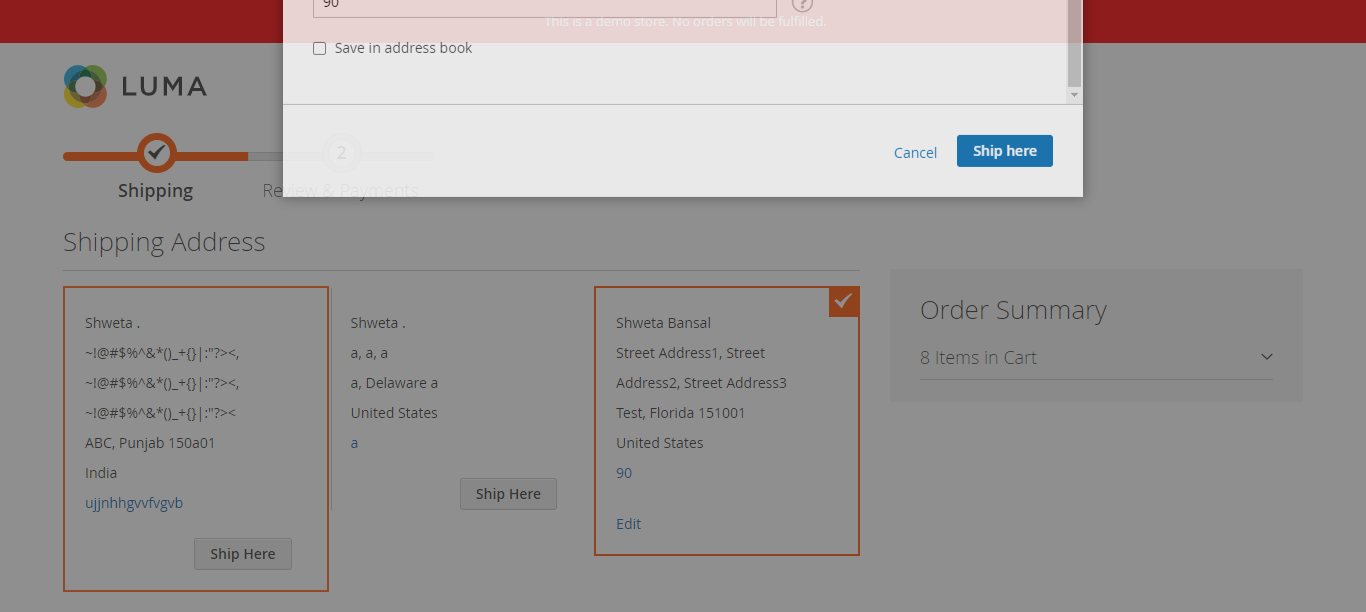 90
?
This is a demo store. No orders will be fulfilled.
Save in address book
LUMA
2
Cancel
Ship here
Shipping
Review & Payments
Shipping Address
Shweta .
~!@#$%^&*()_+{}|:"?><,
~!@#$%^&*()_+{}|:"?><,
~!@#$%^&*()_+{}|:"?><
ABC, Punjab 150a01
India
ujjnhhgvvfvgvb
Ship Here
Shweta .
a, a, a
a, Delaware a
United States
a
Ship Here
Shweta Bansal
Street Address1, Street
Address2, Street Address3
Test, Florida 151001
United States
90
Edit
Order Summary
8 Items in Cart